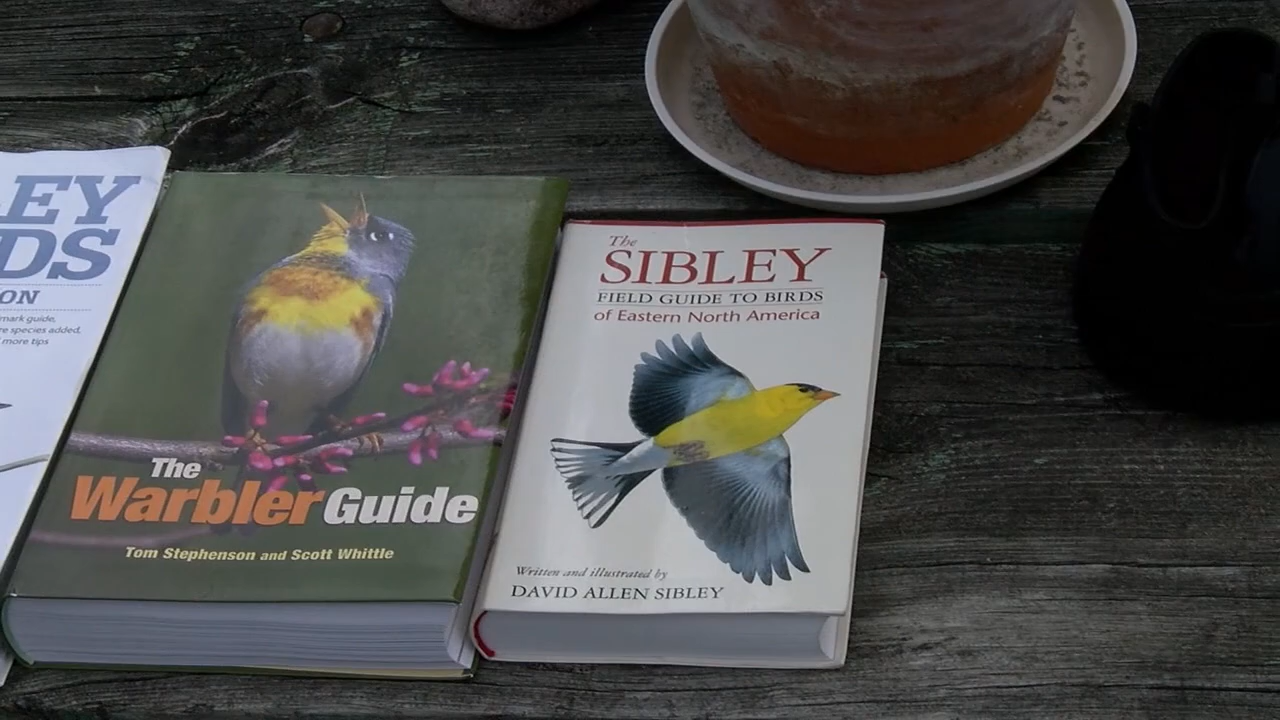 LEY
DS
ON
mark guide,
re species added,
more tips
The
Warbler Guide
Tom Stephenson and Scott Whittle
The
SIBLEY
FIELD GUIDE TO BIRDS
of Eastern North America
Written and illustrated by
DAVID ALLEN SIBLEY